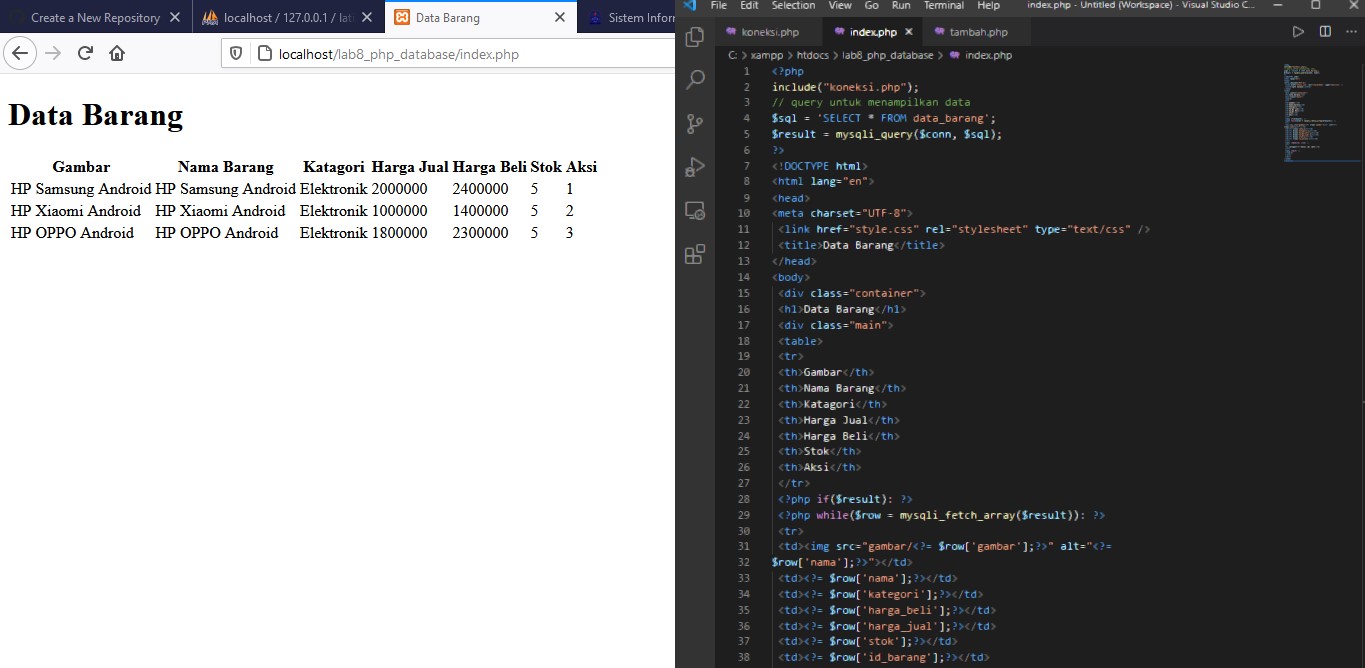 Create a New Repository
localhost / 127.0.0.1 / lati
Data Barang
Sistem Infor
localhost/lab8_php_database/index.php
Data Barang
Gambar Nama Barang Katagori Harga Jual Harga Beli Stok Aksi
HP Samsung Android HP Samsung Android Elektronik 2000000 2400000 5 1
HP Xiaomi Android HP Xiaomi Android Elektronik 1000000 1400000 5 2
HP OPPO Android HP OPPO Android Elektronik 1800000 2300000 5 3
File Edit Selection View Go Run Terminal Help index.php - Untitled (Workspace) - Visual Studio C...
koneksi.php index.php tambah.php
C: > xampp > htdocs > lab8_php_database > index.php
1 <?php
2 include("koneksi.php");
3 // query untuk menampilkan data
4 $sql = 'SELECT * FROM data_barang';
5 $result = mysqli_query($conn, $sql);
6 ?>
7 <!DOCTYPE html>
8 <html lang="en">
9 <head>
10 <meta charset="UTF-8">
11 <link href="style.css" rel="stylesheet" type="text/css" />
12 <title>Data Barang</title>
13 </head>
14 <body>
15 <div class="container">
16 <h1>Data Barang</h1>
17 <div class="main">
18 <table>
19 <tr>
20 <th>Gambar</th>
21 <th>Nama Barang</th>
22 <th>Katagori</th>
23 <th>Harga Jual</th>
24 <th>Harga Beli</th>
25 <th>Stok</th>
26 <th>Aksi</th>
27 </tr>
28 <?php if($result): ?>
29 <?php while($row = mysqli_fetch_array($result)): ?>
30 <tr>
31 <td><img src="gambar/<?= $row['gambar'];?>" alt="<?=
32 $row['nama'];?>"></td>
33 <td><?= $row['nama'];?></td>
34 <td><?= $row['kategori'];?></td>
35 <td><?= $row['harga_beli'];?></td>
36 <td><?= $row['harga_jual'];?></td>
37 <td><?= $row['stok'];?></td>
38 <td><?= $row['id_barang'];?></td>